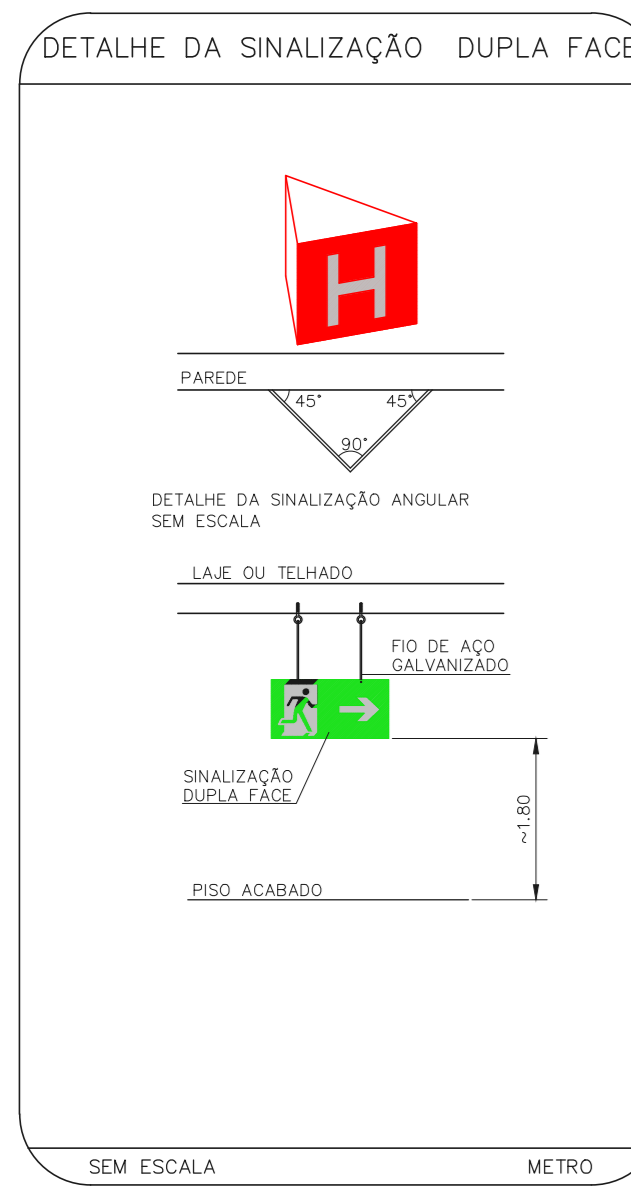 DETALHE DA SINALIZAÇÃO DUPLA FACE
H
PAREDE
45° 45°
90°
DETALHE DA SINALIZAÇÃO ANGULAR
SEM ESCALA
LAJE OU TELHADO
FIO DE AÇO
GALVANIZADO
SINALIZAÇÃO
DUPLA FACE
~1.80
PISO ACABADO
SEM ESCALA METRO